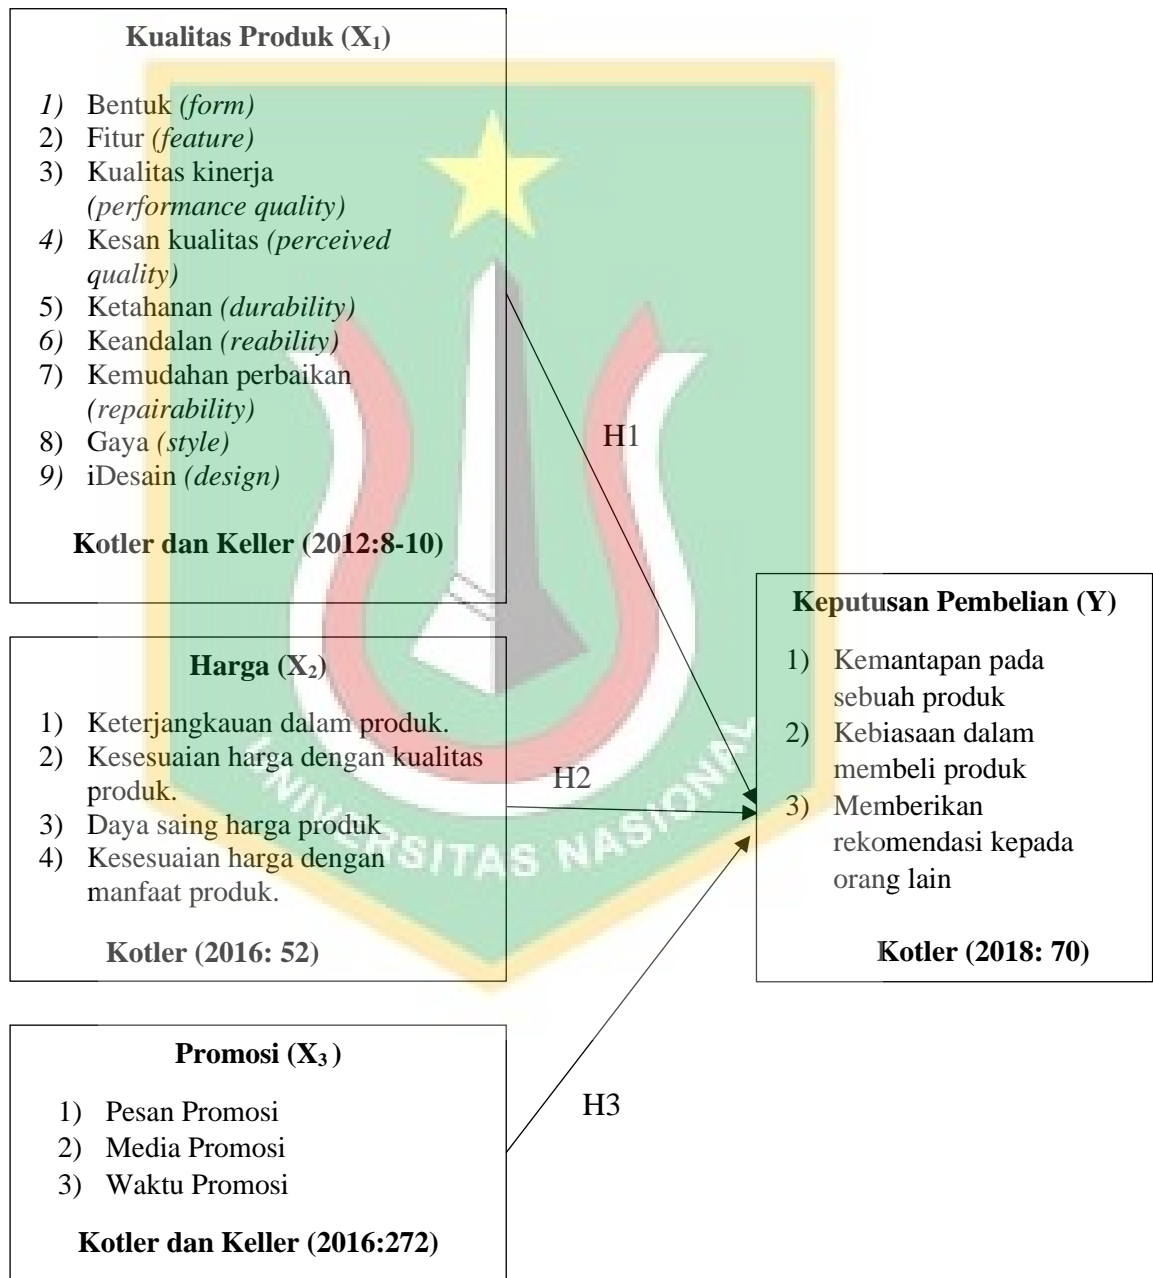 Kualitas Produk (X₁)
1) Bentuk (form)
2) Fitur (feature)
3) Kualitas kinerja
(performance quality)
4) Kesan kualitas (perceived
quality)
5) Ketahanan (durability)
6) Keandalan (reability)
7) Kemudahan perbaikan
(repairability)
8) Gaya (style)
9) iDesain (design)
Kotler dan Keller (2012:8-10)
Harga (X₂)
1) Keterjangkauan dalam produk.
2) Kesesuaian harga dengan kualitas
produk.
3) Daya saing harga produk
4) Kesesuaian harga dengan
manfaat produk.
Kotler (2016: 52)
Promosi (X₃ )
1) Pesan Promosi
2) Media Promosi
3) Waktu Promosi
Kotler dan Keller (2016:272)
H1
H2
H3
Keputusan Pembelian (Y)
1) Kemantapan pada
sebuah produk
2) Kebiasaan dalam
membeli produk
3) Memberikan
rekomendasi kepada
orang lain
Kotler (2018: 70)
UNIVERSITAS NASIONAL